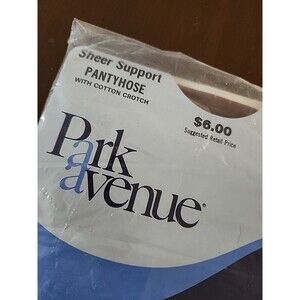 Sheer Support
PANTYHOSE
WITH COTTON CROTCH
$6.00
Suggested Retail Price
Park
avenue®